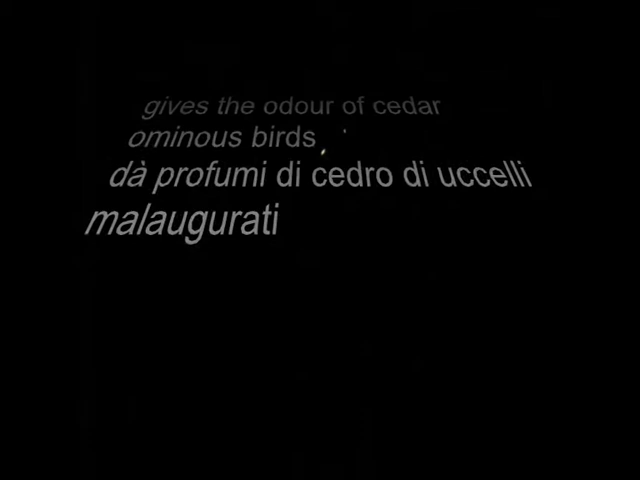 gives the odour of cedar
ominous birds
dà profumi di cedro di uccelli
malaugurati